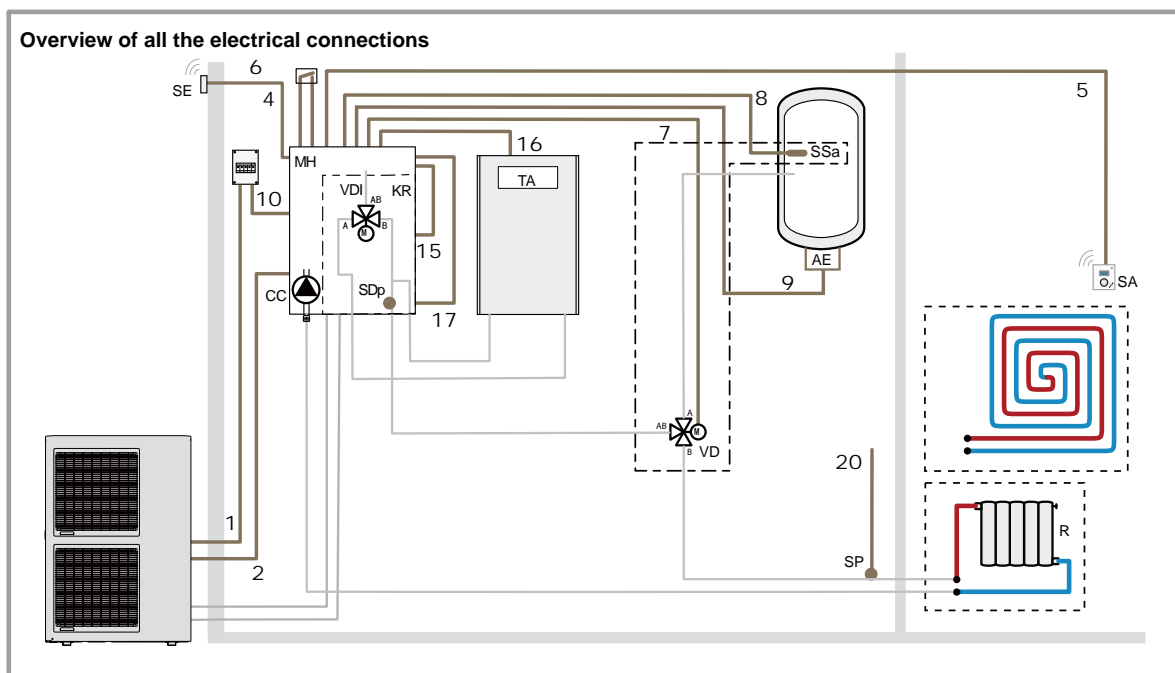 Overview of all the electrical connections
6
SE
4
8
5
7
16
MH
SSa
TA
VDI
KR
AB
10
A
B
M
15
AE
9
SA
CC
SDp
17
A
AB
M
B
VD
20
1
R
2
SP